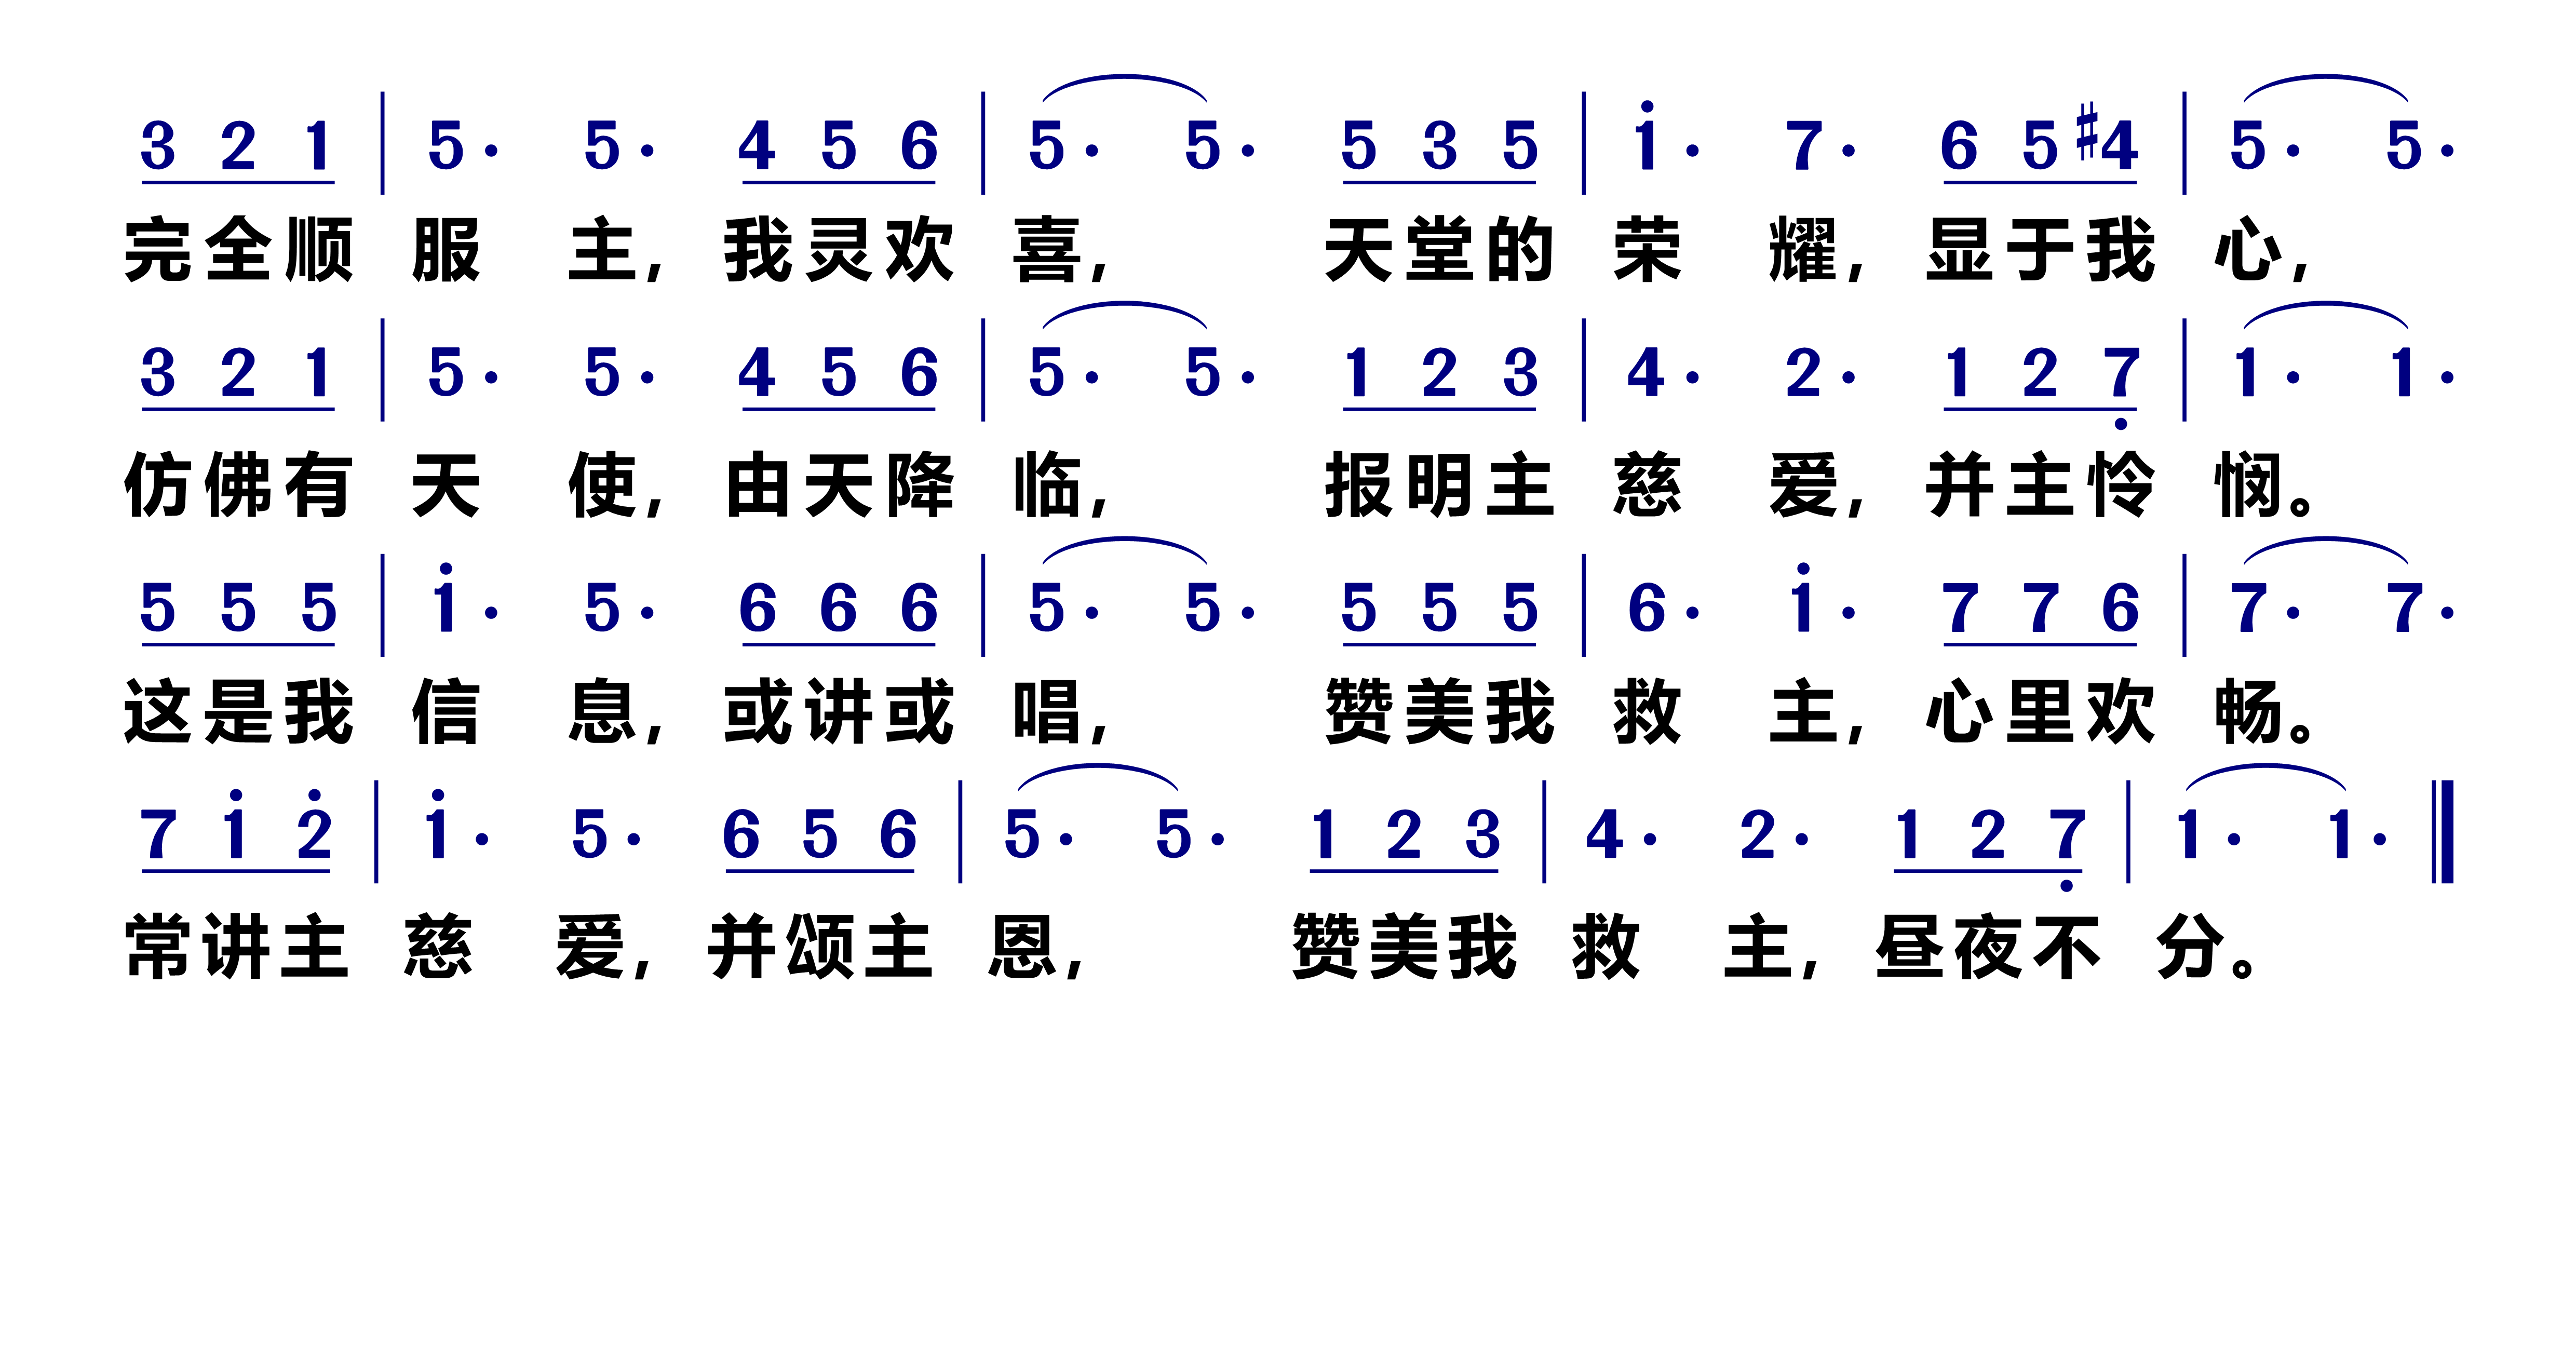 3 2 1 | 5· 5· 4 5 6 | 5· 5· 5 3 5 | 1̇· 7· 6 5 ♯4 | 5· 5·
完全顺服主，我灵欢喜，天堂的荣耀，显于我心，
3 2 1 | 5· 5· 4 5 6 | 5· 5· 1 2 3 | 4· 2· 1 2 7̣ | 1· 1·
仿佛有天使，由天降临，报明主慈爱，并主怜悯。
5 5 5 | 1̇· 5· 6 6 6 | 5· 5· 5 5 5 | 6· 1̇· 7 7 6 | 7· 7·
这是我信息，或讲或唱，赞美我救主，心里欢畅。
7 1̇ 2̇ | 1̇· 5· 6 5 6 | 5· 5· 1 2 3 | 4· 2· 1 2 7̣ | 1· 1· ‖
常讲主慈爱，并颂主恩，赞美我救主，昼夜不分。